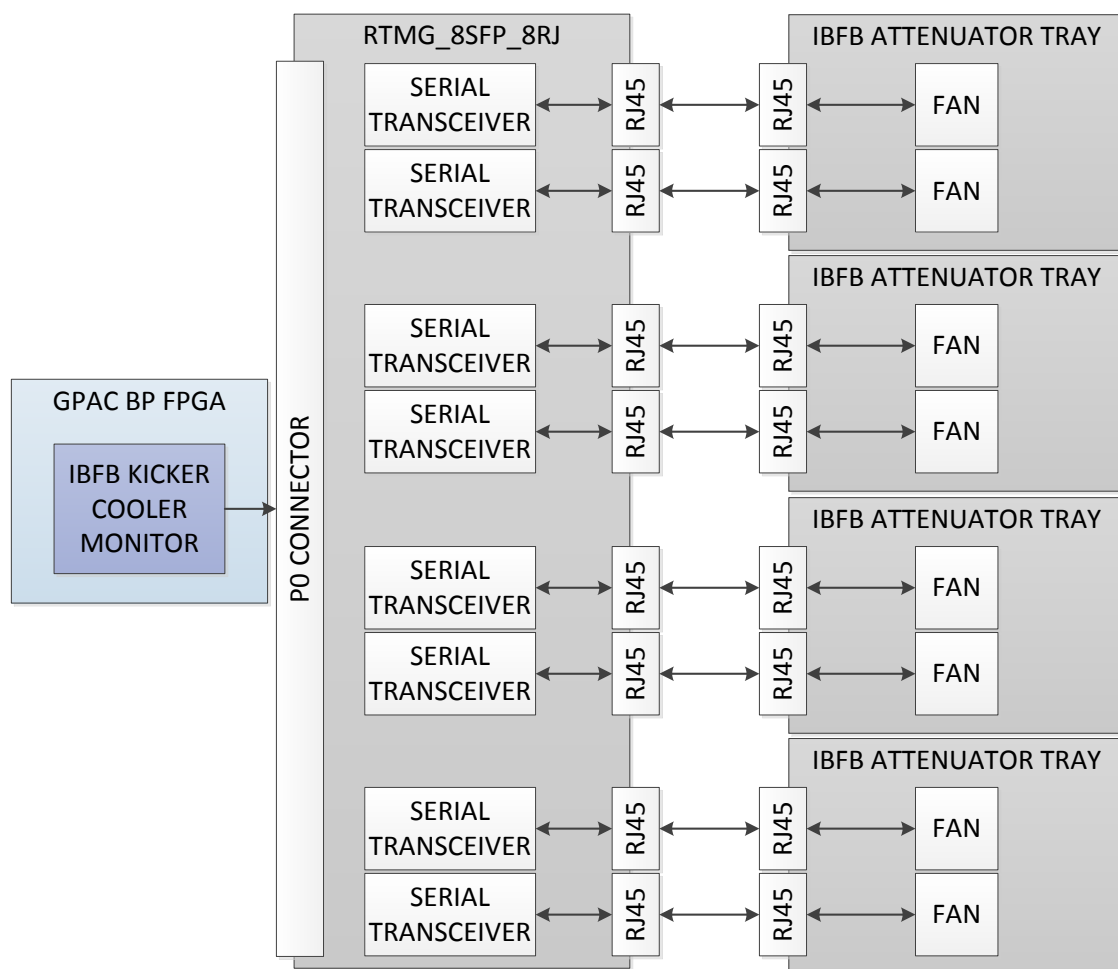 RTMG_8SFP_8RJ
IBFB ATTENUATOR TRAY
SERIAL
TRANSCEIVER
RJ45
RJ45
FAN
SERIAL
TRANSCEIVER
RJ45
RJ45
FAN
IBFB ATTENUATOR TRAY
SERIAL
TRANSCEIVER
RJ45
RJ45
FAN
SERIAL
TRANSCEIVER
RJ45
RJ45
FAN
GPAC BP FPGA
IBFB KICKER
COOLER
MONITOR
P0 CONNECTOR
IBFB ATTENUATOR TRAY
SERIAL
TRANSCEIVER
RJ45
RJ45
FAN
SERIAL
TRANSCEIVER
RJ45
RJ45
FAN
IBFB ATTENUATOR TRAY
SERIAL
TRANSCEIVER
RJ45
RJ45
FAN
SERIAL
TRANSCEIVER
RJ45
RJ45
FAN